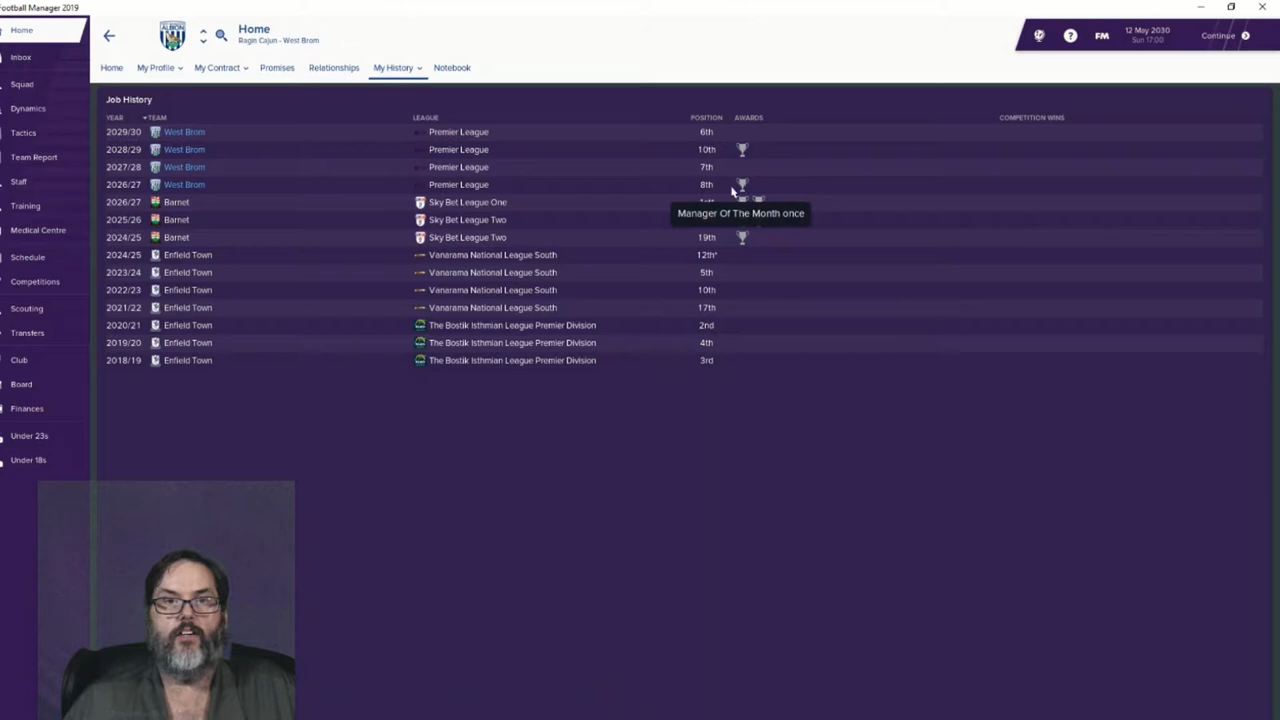 Football Manager 2019
Home
Ragin Cajun - West Brom
12 May 2030
Sun 17:00
FM
Continue
Home My Profile My Contract Promises Relationships My History Notebook
Home
Inbox
Squad
Dynamics
Tactics
Team Report
Staff
Training
Medical Centre
Schedule
Competitions
Scouting
Transfers
Club
Board
Finances
Under 23s
Under 18s
Job History
YEAR TEAM LEAGUE POSITION AWARDS COMPETITION WINS
2029/30 West Brom Premier League 6th
2028/29 West Brom Premier League 10th
2027/28 West Brom Premier League 7th
2026/27 West Brom Premier League 8th
2026/27 Barnet Sky Bet League One
2025/26 Barnet Sky Bet League Two
Manager Of The Month once
2024/25 Barnet Sky Bet League Two 19th
2024/25 Enfield Town Vanarama National League South 12th*
2023/24 Enfield Town Vanarama National League South 5th
2022/23 Enfield Town Vanarama National League South 10th
2021/22 Enfield Town Vanarama National League South 17th
2020/21 Enfield Town The Bostik Isthmian League Premier Division 2nd
2019/20 Enfield Town The Bostik Isthmian League Premier Division 4th
2018/19 Enfield Town The Bostik Isthmian League Premier Division 3rd